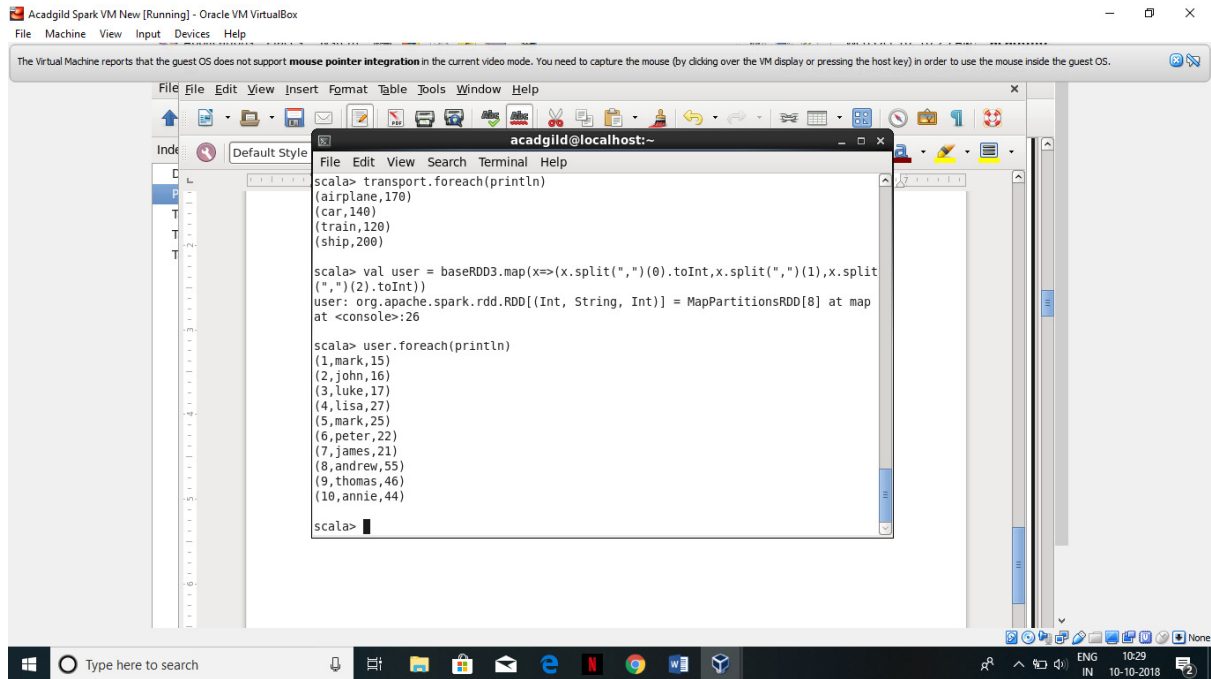 Acadgild Spark VM New [Running] - Oracle VM VirtualBox
File Machine View Input Devices Help
The Virtual Machine reports that the guest OS does not support mouse pointer integration in the current video mode. You need to capture the mouse (by clicking over the VM display or pressing the host key) in order to use the mouse inside the guest OS.
File File Edit View Insert Format Table Tools Window Help
Inde Default Style
acadgild@localhost:~
File Edit View Search Terminal Help
scala> transport.foreach(println)
(airplane,170)
(car,140)
(train,120)
(ship,200)
scala> val user = baseRDD3.map(x=>(x.split(",")(0).toInt,x.split(",")(1),x.split
(",")(2).toInt))
user: org.apache.spark.rdd.RDD[(Int, String, Int)] = MapPartitionsRDD[8] at map
at <console>:26
scala> user.foreach(println)
(1,mark,15)
(2,john,16)
(3,luke,17)
(4,lisa,27)
(5,mark,25)
(6,peter,22)
(7,james,21)
(8,andrew,55)
(9,thomas,46)
(10,annie,44)
scala>
None
Type here to search
ENG 10:29
IN 10-10-2018